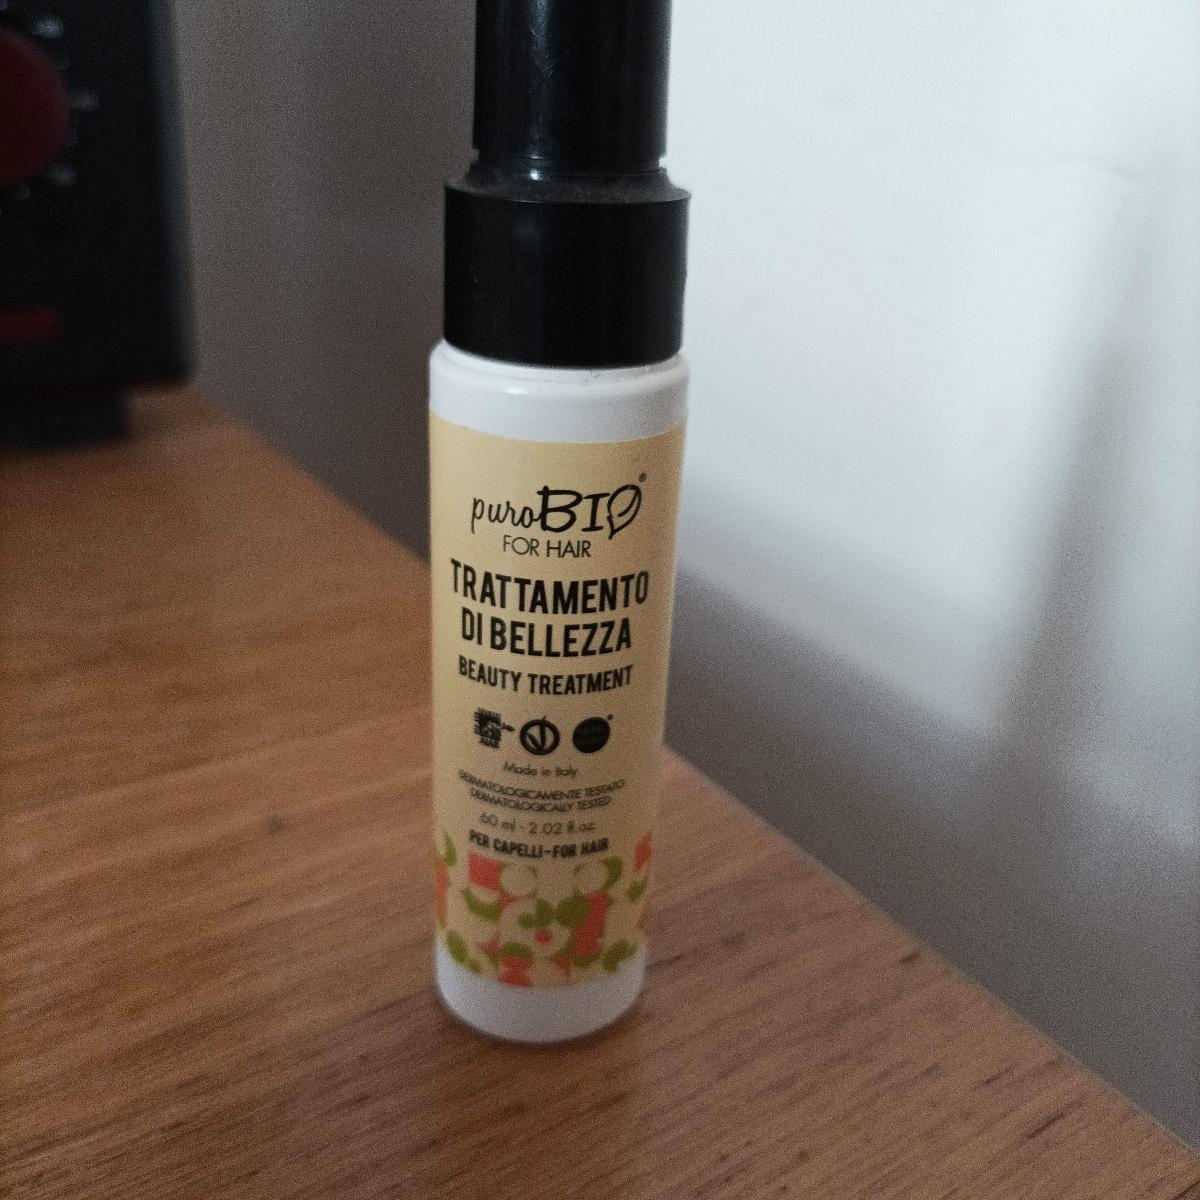 puroBIO®
FOR HAIR
TRATTAMENTO
DI BELLEZZA
BEAUTY TREATMENT
Made in Italy
DERMATOLOGICAMENTE TESTATO
DERMATOLOGICALLY TESTED
60 ml - 2.02 fl.oz.
PER CAPELLI - FOR HAIR